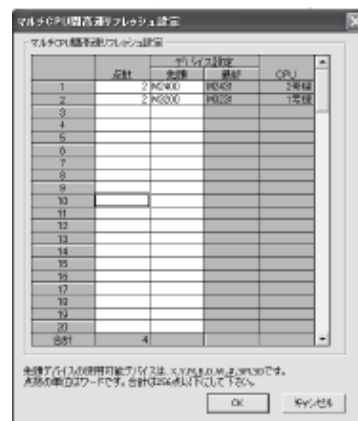 マルチCPU間高速リフレッシュ設定
マルチCPU間高速リフレッシュ設定
デバイス設定
点数 先頭 最終 CPU
1 2 M2400 M2431 2号機
2 2 M3200 M3231 1号機
3
4
5
6
7
8
9
10
11
12
13
14
15
16
17
18
19
20
合計 4
先頭デバイスの使用可能デバイスは、X,Y,M,B,D,W,#,SM,SDです。
点数の単位はワードです。合計は256点以下にして下さい。
OK キャンセル